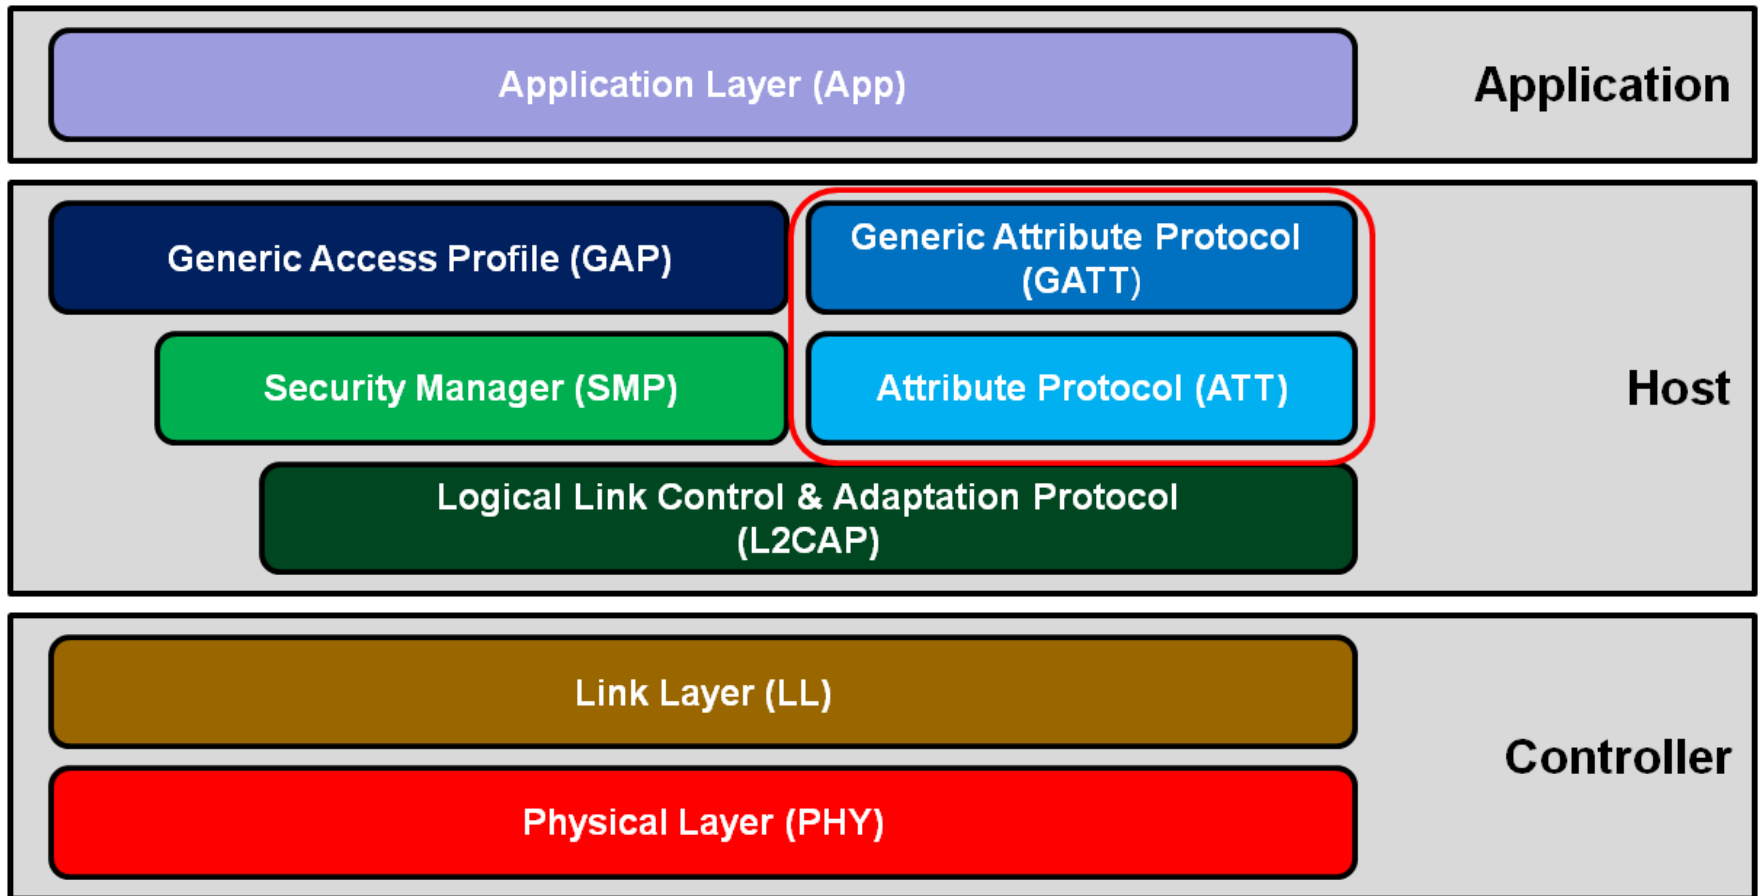 Application Layer (App)
Application
Generic Access Profile (GAP)
Generic Attribute Protocol
(GATT)
Security Manager (SMP)
Attribute Protocol (ATT)
Host
Logical Link Control & Adaptation Protocol
(L2CAP)
Link Layer (LL)
Controller
Physical Layer (PHY)